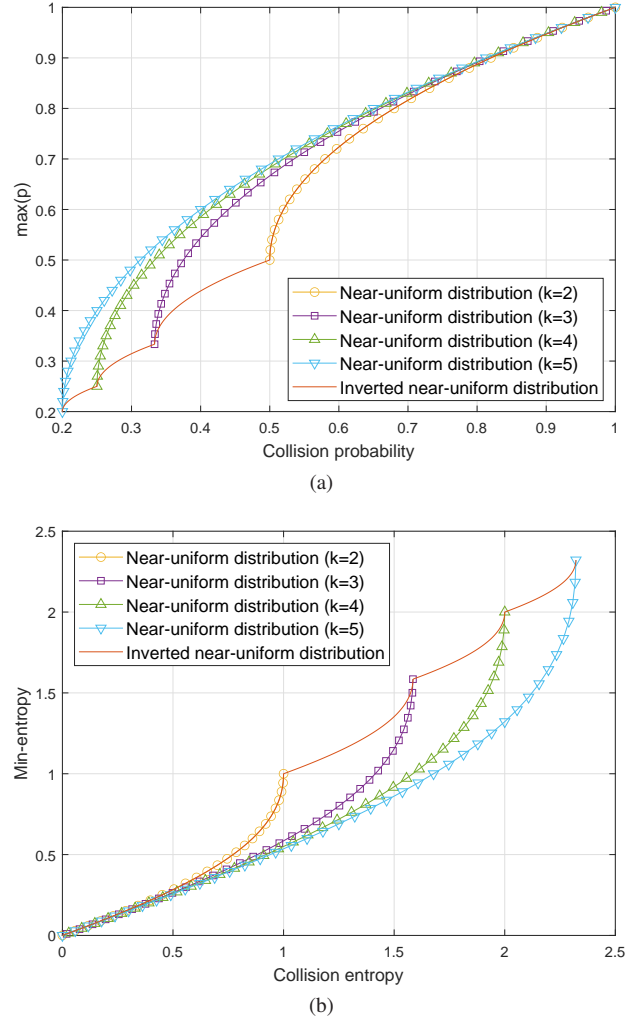 1
0.9
0.8
0.7
0.6
0.5
0.4
0.3
0.2
max(p)
Near-uniform distribution (k=2)
Near-uniform distribution (k=3)
Near-uniform distribution (k=4)
Near-uniform distribution (k=5)
Inverted near-uniform distribution
0.2 0.3 0.4 0.5 0.6 0.7 0.8 0.9 1
Collision probability
(a)
2.5
2
1.5
1
0.5
0
Min-entropy
Near-uniform distribution (k=2)
Near-uniform distribution (k=3)
Near-uniform distribution (k=4)
Near-uniform distribution (k=5)
Inverted near-uniform distribution
0 0.5 1 1.5 2 2.5
Collision entropy
(b)